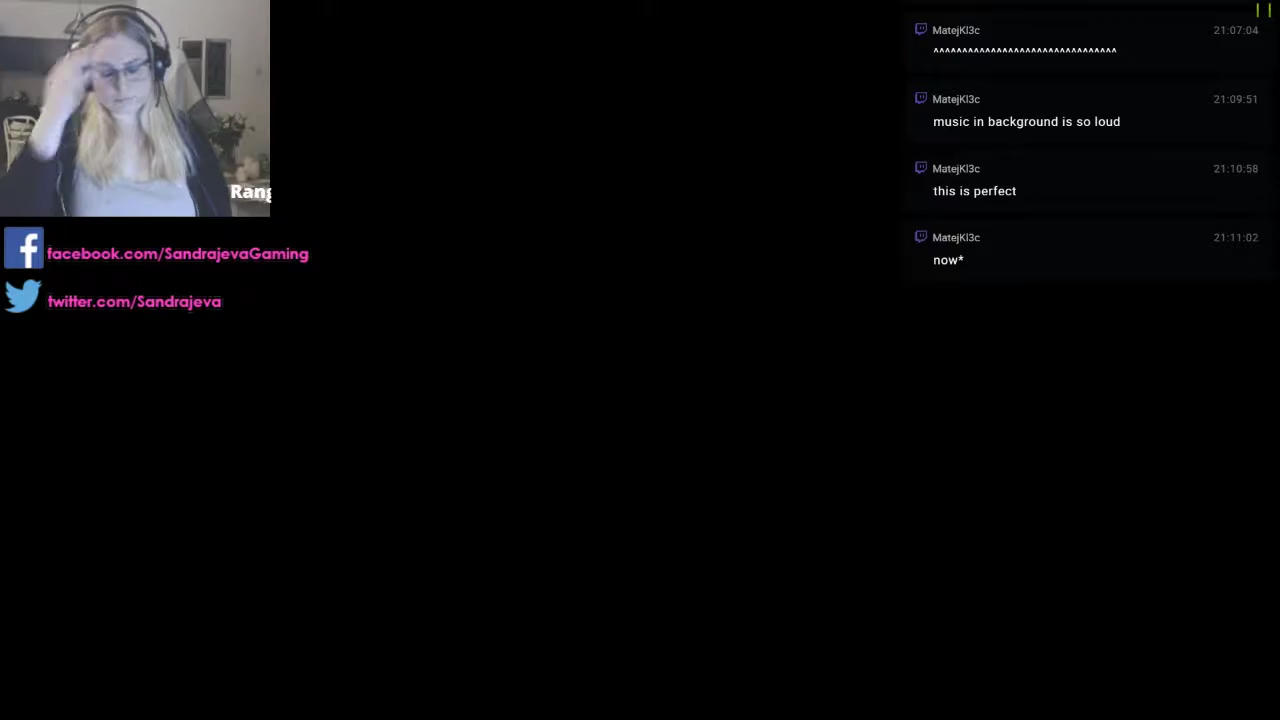 MatejKl3c 21:07:04
^^^^^^^^^^^^^^^^^^^^^^^^^^^^^^^^
MatejKl3c 21:09:51
music in background is so loud
MatejKl3c 21:10:58
this is perfect
MatejKl3c 21:11:02
now*
Rang
facebook.com/SandrajevaGaming
twitter.com/Sandrajeva